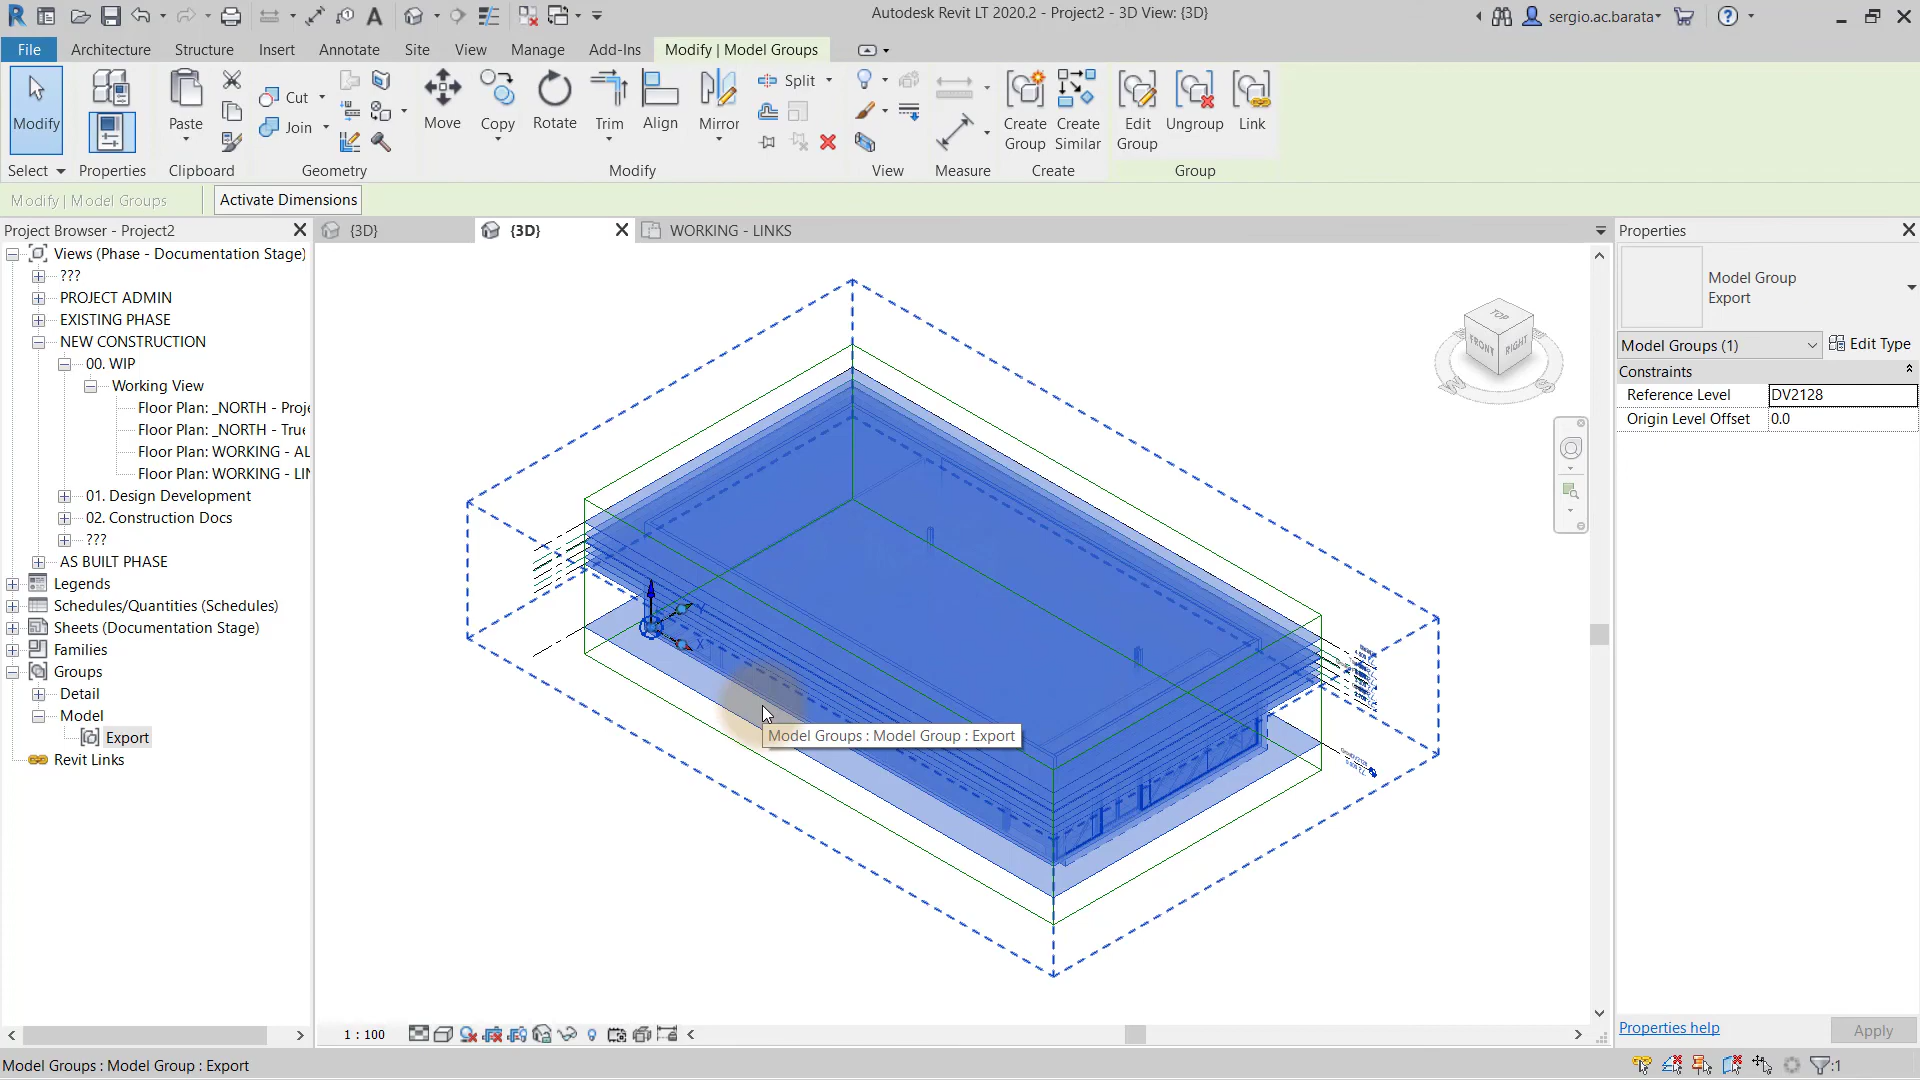 Autodesk Revit LT 2020.2 - Project2 - 3D View: {3D}
sergio.ac.barata
File Architecture Structure Insert Annotate Site View Manage Add-Ins Modify | Model Groups
Modify
Paste
Cut
Join
Move
Copy
Rotate
Trim
Align
Mirror
Split
Create Group
Create Similar
Edit Group
Ungroup
Link
Select Properties Clipboard Geometry Modify View Measure Create Group
Modify | Model Groups
Activate Dimensions
Project Browser - Project2
{3D}
{3D}
WORKING - LINKS
Views (Phase - Documentation Stage)
???
PROJECT ADMIN
EXISTING PHASE
NEW CONSTRUCTION
00. WIP
Working View
Floor Plan: _NORTH - Proje
Floor Plan: _NORTH - True
Floor Plan: WORKING - AL
Floor Plan: WORKING - LIN
01. Design Development
02. Construction Docs
???
AS BUILT PHASE
Legends
Schedules/Quantities (Schedules)
Sheets (Documentation Stage)
Families
Groups
Detail
Model
Export
Revit Links
TOP
FRONT
RIGHT
W
S
Y
X
Model Groups : Model Group : Export
Properties
Model Group
Export
Model Groups (1)
Edit Type
Constraints
Reference Level DV2128
Origin Level Offset 0.0
Properties help
Apply
1 : 100
Model Groups : Model Group : Export
:1